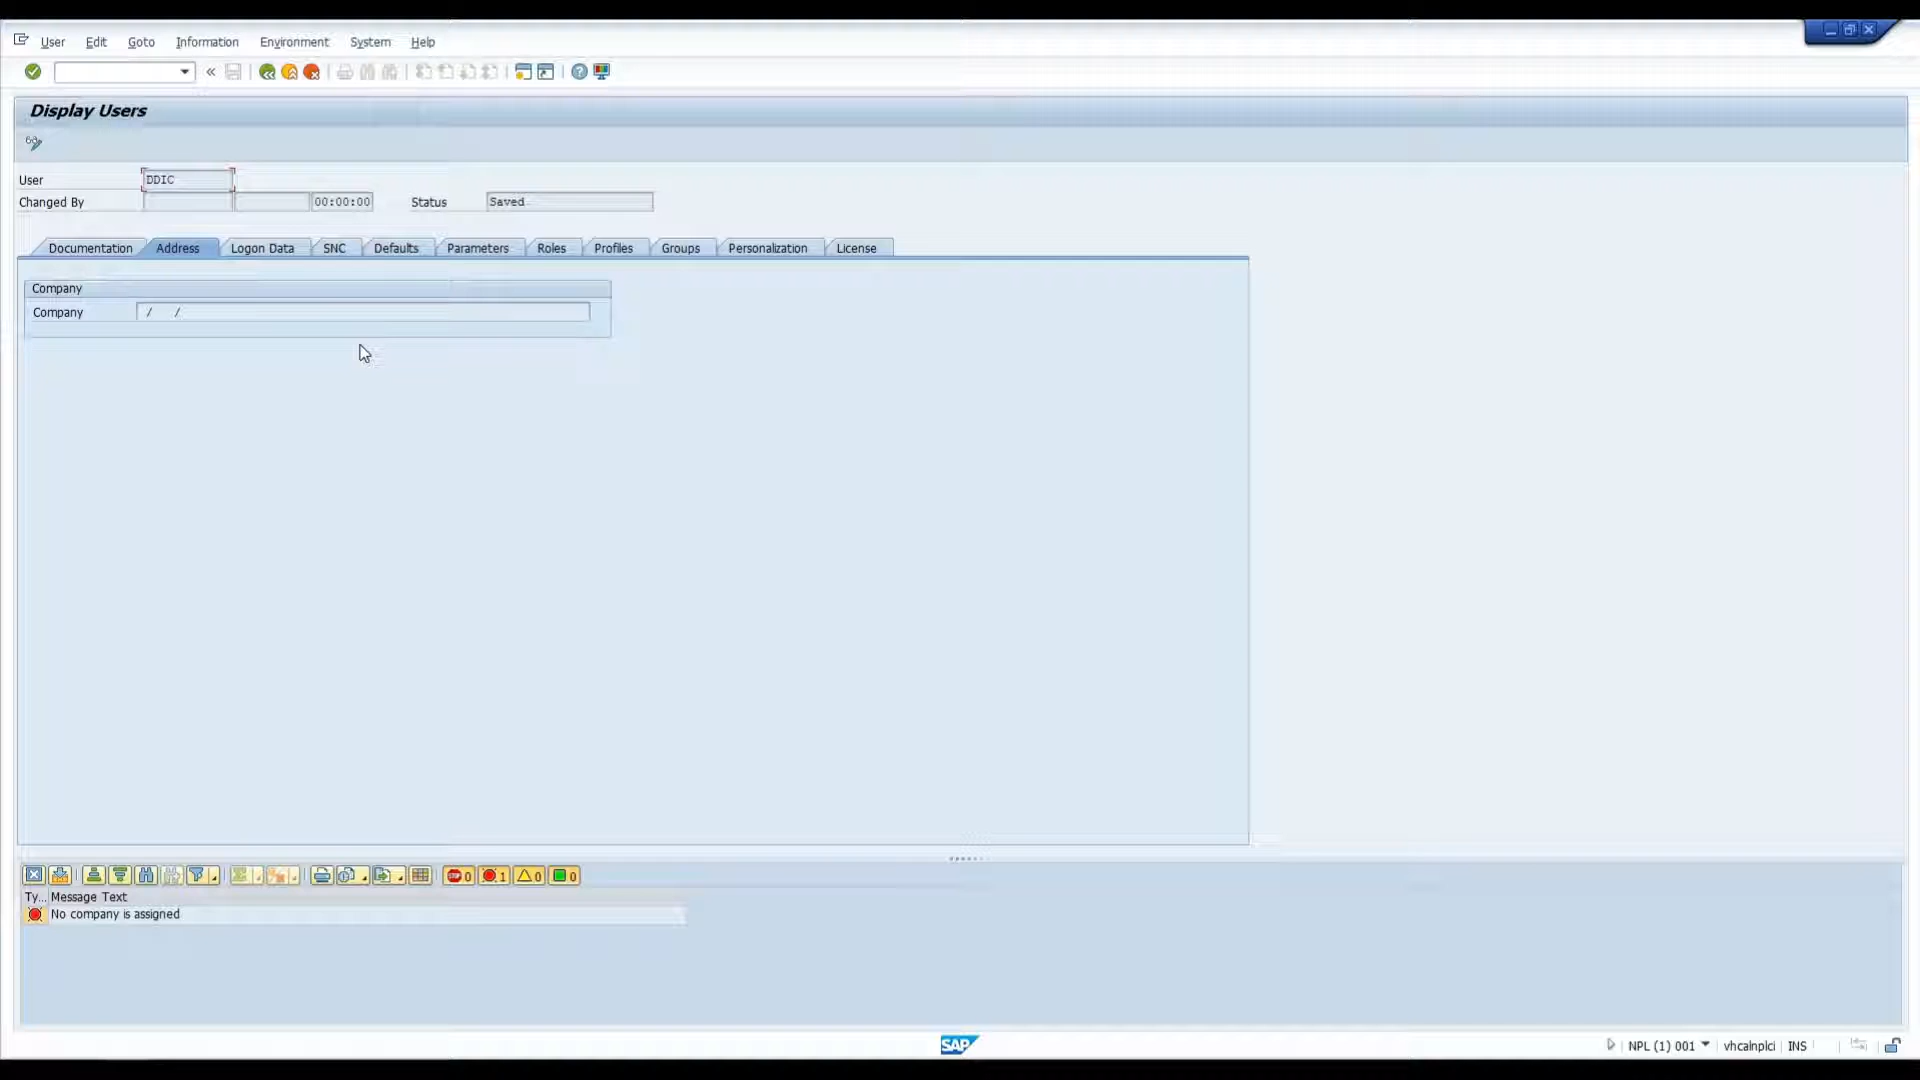 User Edit Goto Information Environment System Help
«
Display Users
User DDIC
Changed By 00:00:00 Status Saved
Documentation Address Logon Data SNC Defaults Parameters Roles Profiles Groups Personalization License
Company
Company / /
0 1 0 0
Ty... Message Text
No company is assigned
SAP NPL (1) 001 vhcalnplci INS